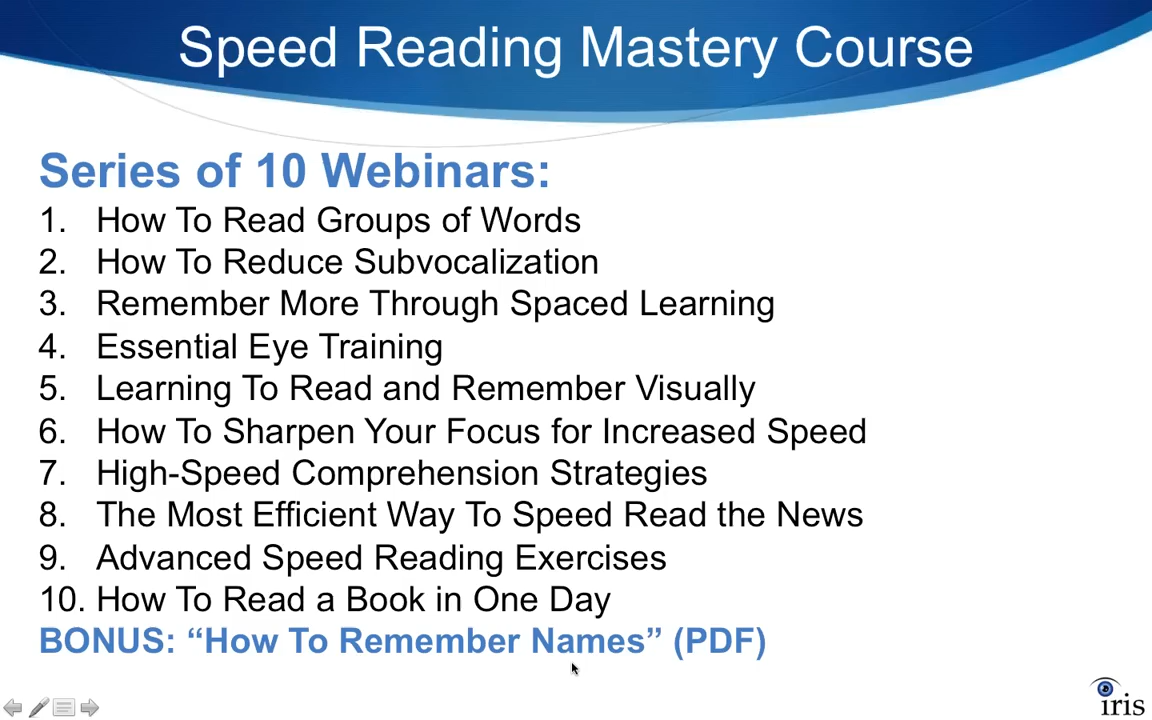 Speed Reading Mastery Course
Series of 10 Webinars:
1. How To Read Groups of Words
2. How To Reduce Subvocalization
3. Remember More Through Spaced Learning
4. Essential Eye Training
5. Learning To Read and Remember Visually
6. How To Sharpen Your Focus for Increased Speed
7. High-Speed Comprehension Strategies
8. The Most Efficient Way To Speed Read the News
9. Advanced Speed Reading Exercises
10. How To Read a Book in One Day
BONUS: “How To Remember Names” (PDF)
iris